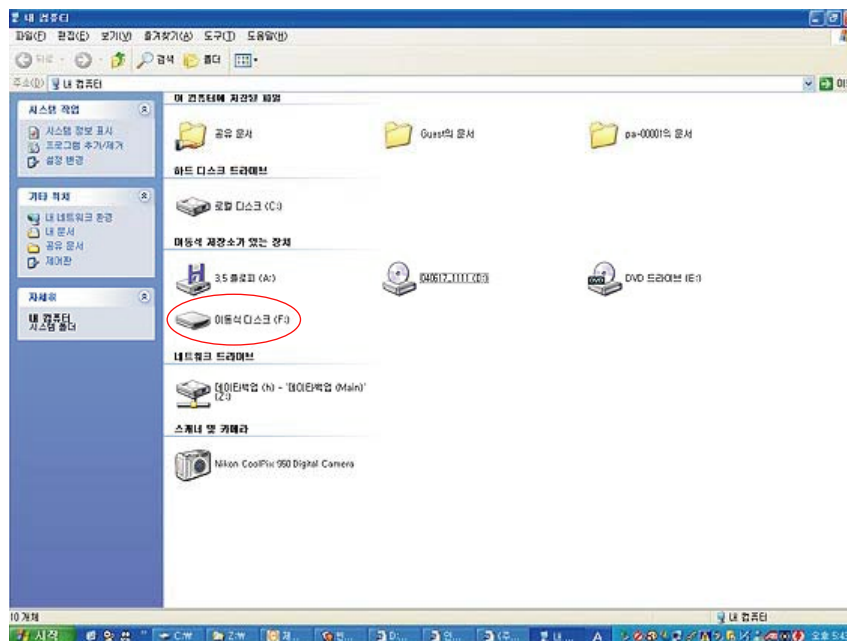 내 컴퓨터
파일(F) 편집(E) 보기(V) 즐겨찾기(A) 도구(T) 도움말(H)
뒤로 검색 폴더
주소(D) 내 컴퓨터
시스템 작업
시스템 정보 표시
프로그램 추가/제거
설정 변경
기타 위치
내 네트워크 환경
내 문서
공유 문서
제어판
자세히
내 컴퓨터
시스템 폴더
이 컴퓨터에 저장된 파일
공유 문서 Guest의 문서 pa-00001의 문서
하드 디스크 드라이브
로컬 디스크 (C:)
이동식 저장소가 있는 장치
3,5 플로피 (A:) 040617_1111 (D:) DVD 드라이브 (E:)
이동식 디스크 (F:)
네트워크 드라이브
데이타백업 (h) - '데이타백업 (Main)'
(Z:)
스캐너 및 카메라
Nikon CoolPix 950 Digital Camera
10 개체 내 컴퓨터
시작 C:₩ Z:₩ D:... 내 ... A